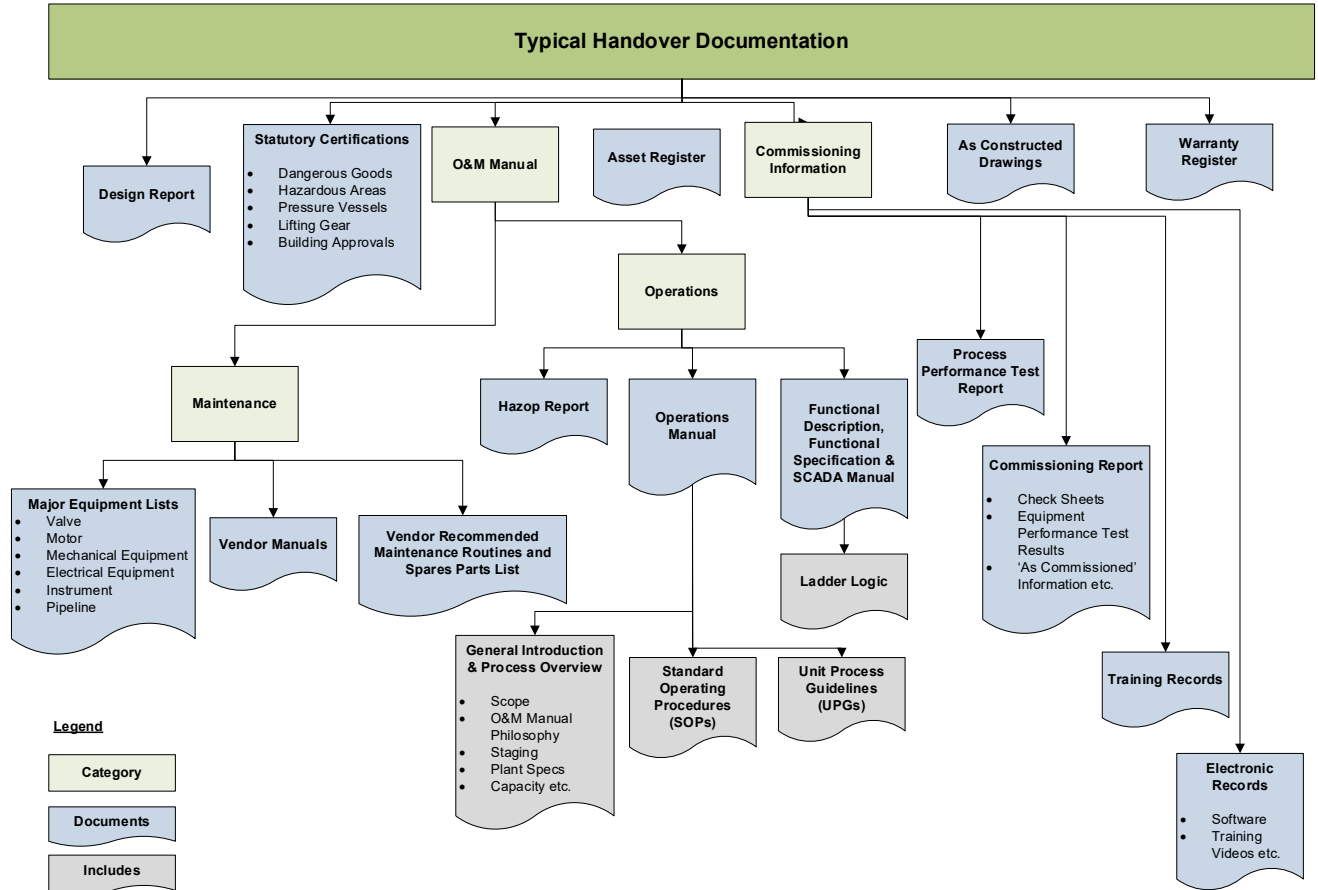 Typical Handover Documentation
Design Report
Statutory Certifications
• Dangerous Goods
• Hazardous Areas
• Pressure Vessels
• Lifting Gear
• Building Approvals
O&M Manual
Asset Register
Commissioning
Information
As Constructed
Drawings
Warranty
Register
Operations
Maintenance
Hazop Report
Operations
Manual
Functional
Description,
Functional
Specification &
SCADA Manual
Process
Performance Test
Report
Major Equipment Lists
• Valve
• Motor
• Mechanical Equipment
• Electrical Equipment
• Instrument
• Pipeline
Vendor Manuals
Vendor Recommended
Maintenance Routines and
Spares Parts List
Ladder Logic
Commissioning Report
• Check Sheets
• Equipment
Performance Test
Results
• ‘As Commissioned’
Information etc.
General Introduction
& Process Overview
• Scope
• O&M Manual
Philosophy
• Staging
• Plant Specs
• Capacity etc.
Standard
Operating
Procedures
(SOPs)
Unit Process
Guidelines
(UPGs)
Training Records
Electronic
Records
• Software
• Training
Videos etc.
Legend
Category
Documents
Includes